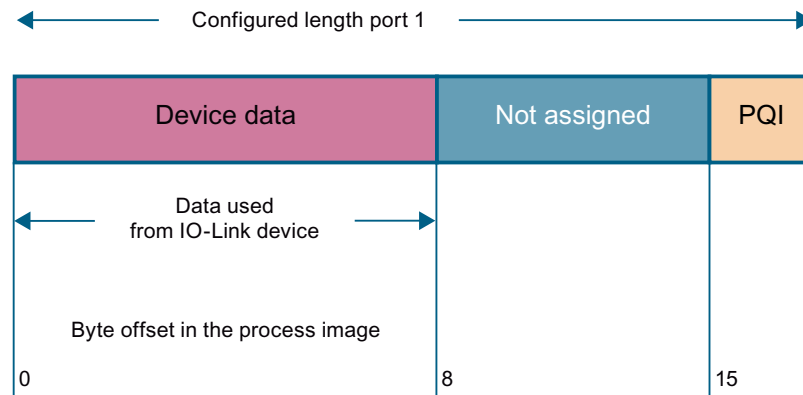 Configured length port 1
Device data
Not assigned
PQI
Data used
from IO-Link device
Byte offset in the process image
0
8
15